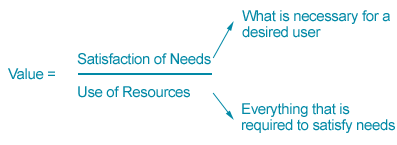 What is necessary for a
desired user
Satisfaction of Needs
Value =
Use of Resources
Everything that is
required to satisfy needs